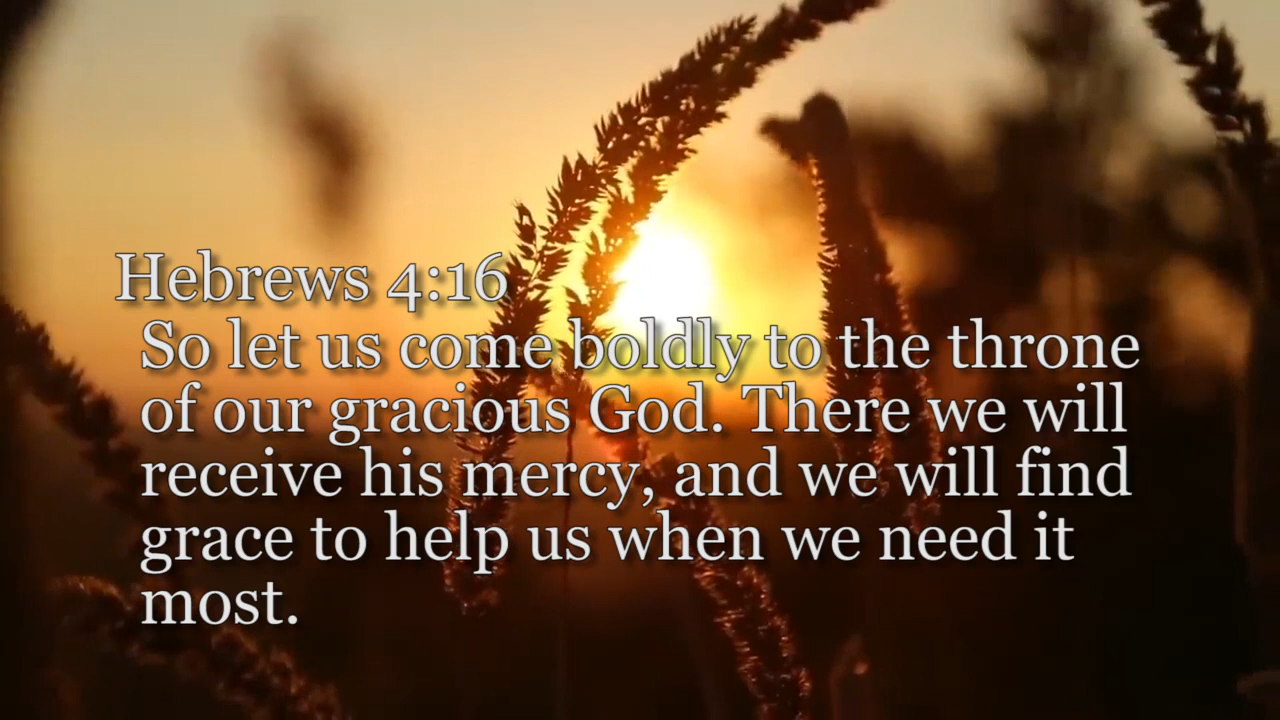 Hebrews 4:16
So let us come boldly to the throne
of our gracious God. There we will
receive his mercy, and we will find
grace to help us when we need it
most.